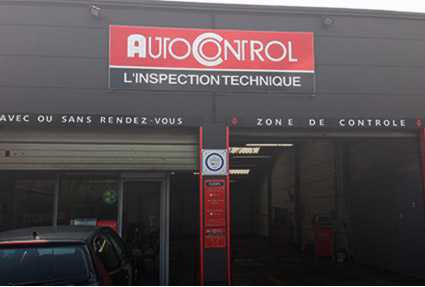 AUTOCONTROL
L'INSPECTION TECHNIQUE
AVEC OU SANS RENDEZ-VOUS
ZONE DE CONTROLE